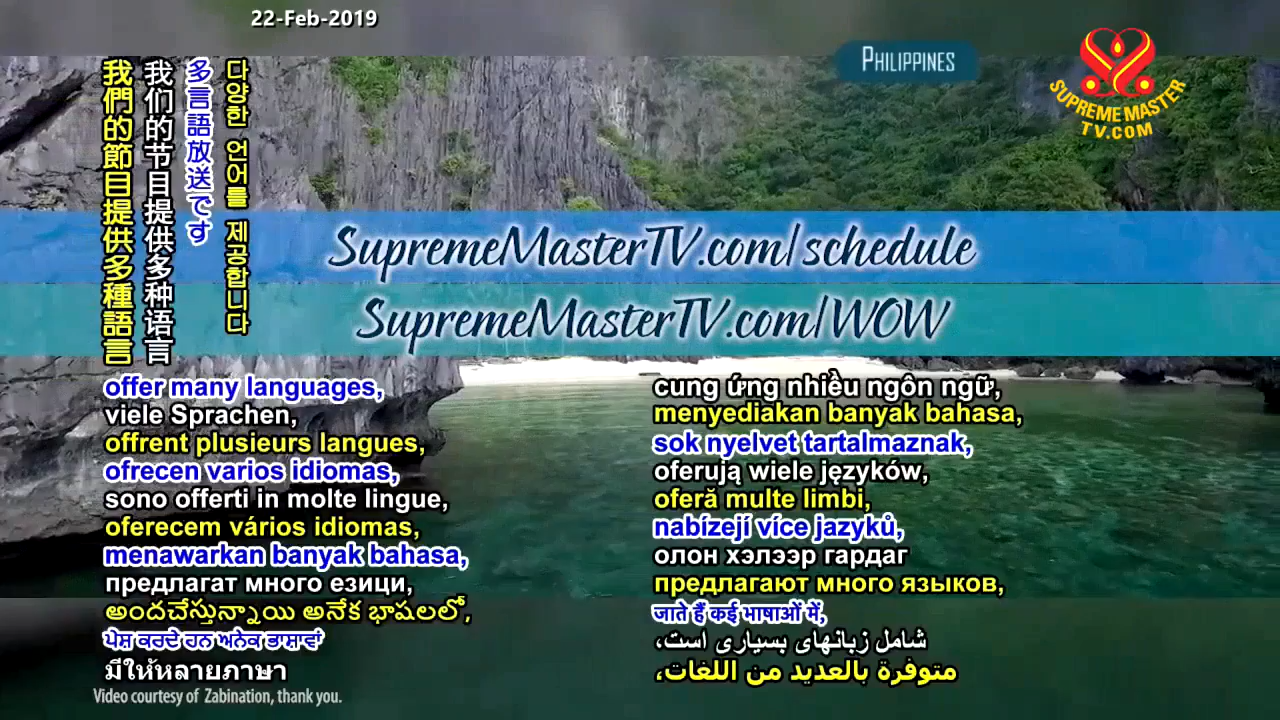 22-Feb-2019
PHILIPPINES
SUPREME MASTER
TV.COM
我們的節目提供多種語言
我们的节目提供多种语言
多言語放送です
다양한 언어를 제공합니다
SupremeMasterTV.com/schedule
SupremeMasterTV.com/WOW
offer many languages,
viele Sprachen,
offrent plusieurs langues,
ofrecen varios idiomas,
sono offerti in molte lingue,
oferecem vários idiomas,
menawarkan banyak bahasa,
предлагат много езици,
అందచేస్తున్నాయి అనేక భాషలలో,
ਪੇਸ਼ ਕਰਦੇ ਹਨ ਅਨੇਕ ਭਾਸ਼ਾਵਾਂ
มีให้หลายภาษา
cung ứng nhiều ngôn ngữ,
menyediakan banyak bahasa,
sok nyelvet tartalmaznak,
oferują wiele języków,
oferă multe limbi,
nabízejí více jazyků,
олон хэлээр гардаг
предлагают много языков,
जाते हैं कई भाषाओं में,
شامل زبانهای بسیاری است،
متوفرة بالعديد من اللغات،
Video courtesy of Zabination, thank you.